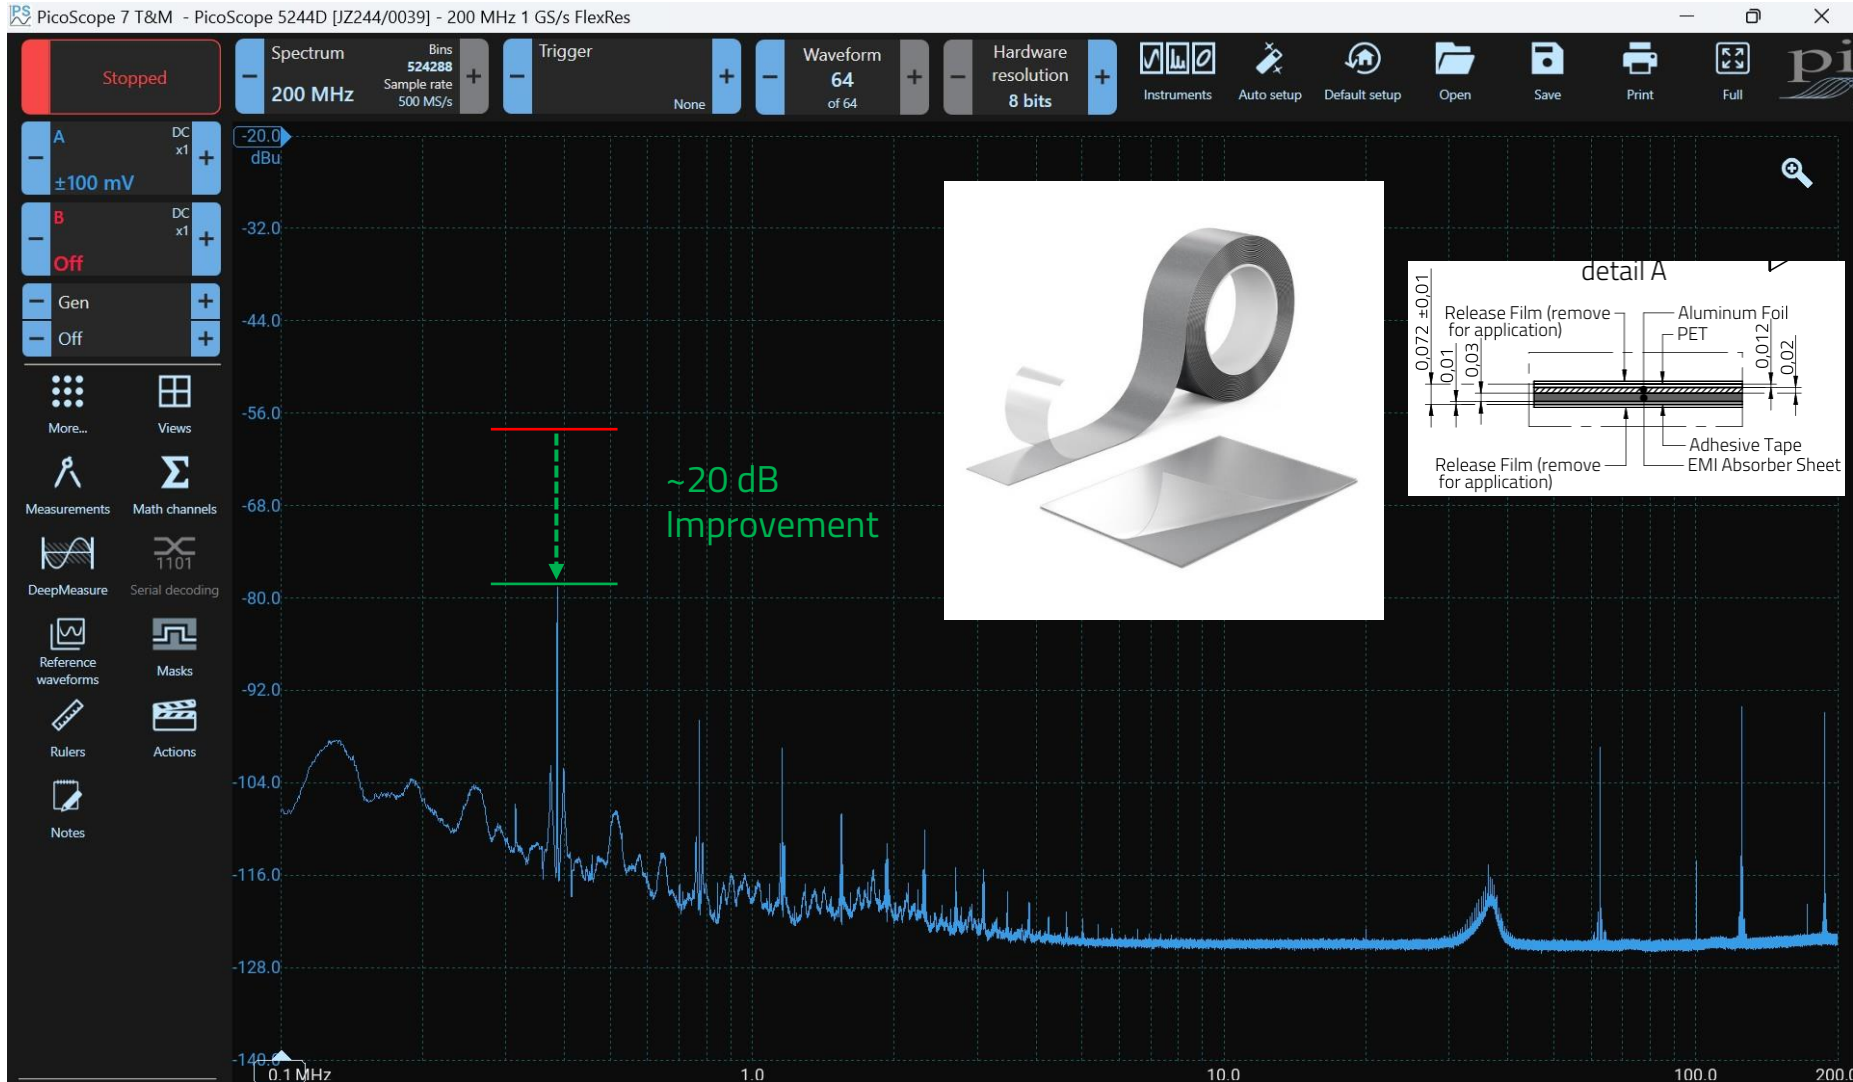 PicoScope 7 T&M - PicoScope 5244D [JZ244/0039] - 200 MHz 1 GS/s FlexRes
Stopped
Spectrum
200 MHz
Bins
524288
Sample rate
500 MS/s
Trigger
None
Waveform
64
of 64
Hardware
resolution
8 bits
Instruments
Auto setup
Default setup
Open
Save
Print
Full
pi
A
DC
x1
±100 mV
B
DC
x1
Off
Gen
Off
More...
Views
Measurements
Math channels
DeepMeasure
1101
Serial decoding
Reference
waveforms
Masks
Rulers
Actions
Notes
-20.0
dBu
-32.0
-44.0
-56.0
-68.0
-80.0
-92.0
-104.0
-116.0
-128.0
-140.0
0.1 MHz
1.0
10.0
100.0
200.0
~20 dB
Improvement
detail A
Release Film (remove
for application)
Aluminum Foil
PET
0,072 ±0,01
0,01
0,03
0,012
0,02
Adhesive Tape
EMI Absorber Sheet
Release Film (remove
for application)